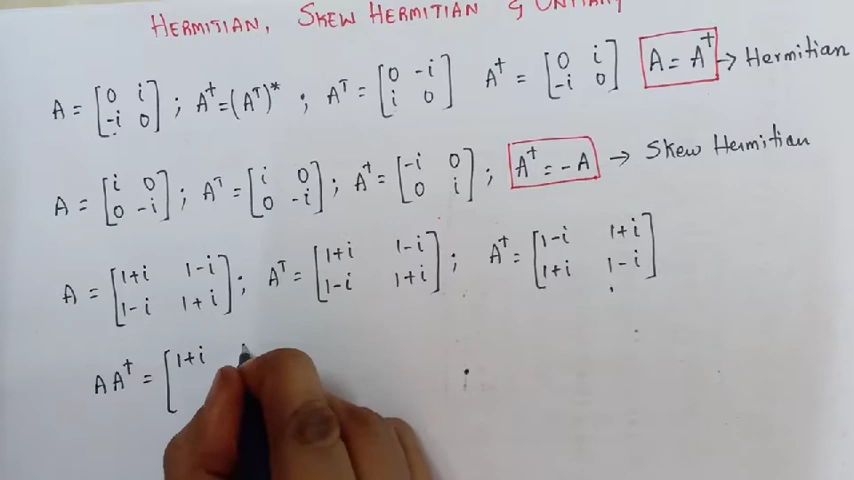 HERMITIAN, SKEW HERMITIAN & UNITARY
A = [0 i; -i 0] ; A† = (Aᵀ)* ; Aᵀ = [0 -i; i 0] A† = [0 i; -i 0] A = A† → Hermitian
A = [i 0; 0 -i] ; Aᵀ = [i 0; 0 -i] ; A† = [-i 0; 0 i] ; A† = -A → Skew Hermitian
A = [1+i 1-i; 1-i 1+i] ; Aᵀ = [1+i 1-i; 1-i 1+i] ; A† = [1-i 1+i; 1+i 1-i]
AA† = [1+i